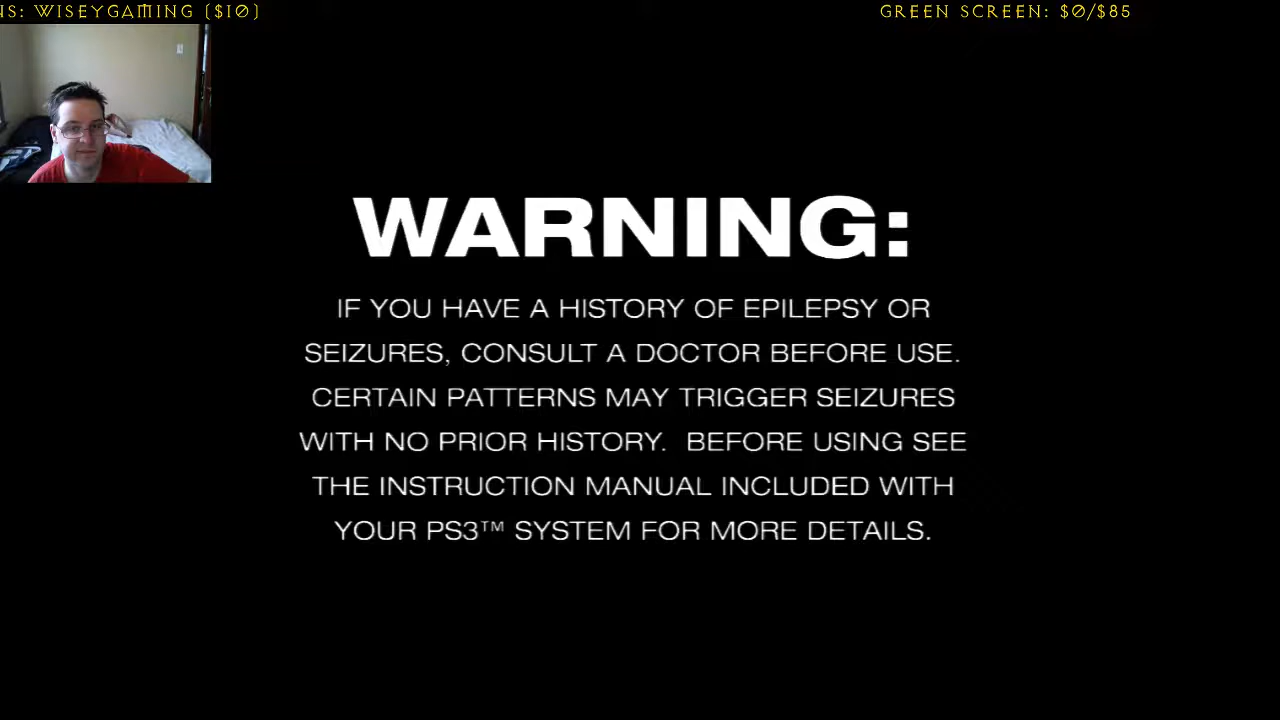 NS: WISEYGAMING ($10) GREEN SCREEN: $0/$85
WARNING:
IF YOU HAVE A HISTORY OF EPILEPSY OR
SEIZURES, CONSULT A DOCTOR BEFORE USE.
CERTAIN PATTERNS MAY TRIGGER SEIZURES
WITH NO PRIOR HISTORY. BEFORE USING SEE
THE INSTRUCTION MANUAL INCLUDED WITH
YOUR PS3™ SYSTEM FOR MORE DETAILS.